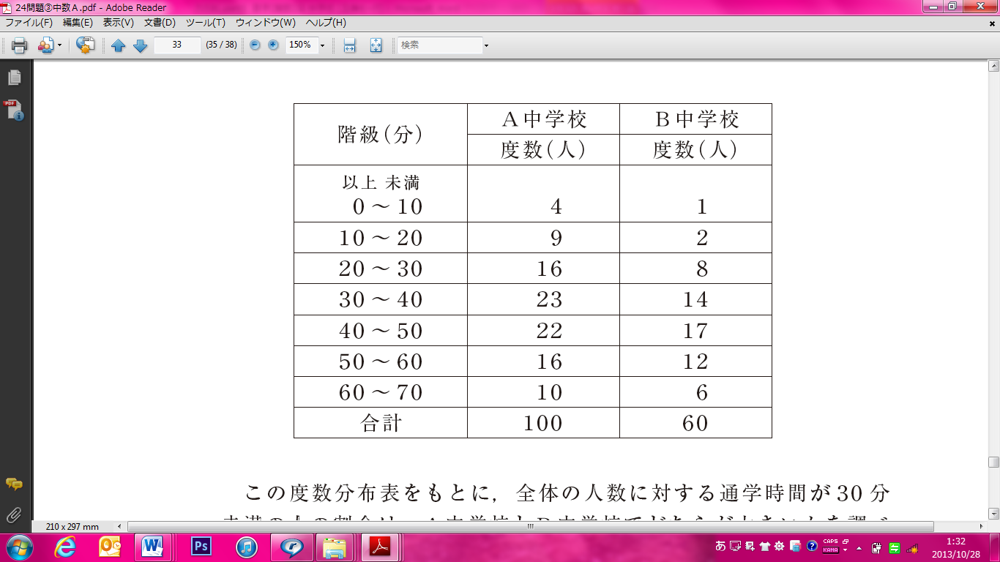 24問題③中数A.pdf - Adobe Reader
ファイル(F) 編集(E) 表示(V) 文書(D) ツール(T) ウィンドウ(W) ヘルプ(H)
33 (35 / 38) 150% 検索
階級(分) A中学校 B中学校
度数(人) 度数(人)
以上 未満
0～10 4 1
10～20 9 2
20～30 16 8
30～40 23 14
40～50 22 17
50～60 16 12
60～70 10 6
合計 100 60
この度数分布表をもとに，全体の人数に対する通学時間が30分
210 x 297 mm
あ CAPS KANA 1:32
2013/10/28